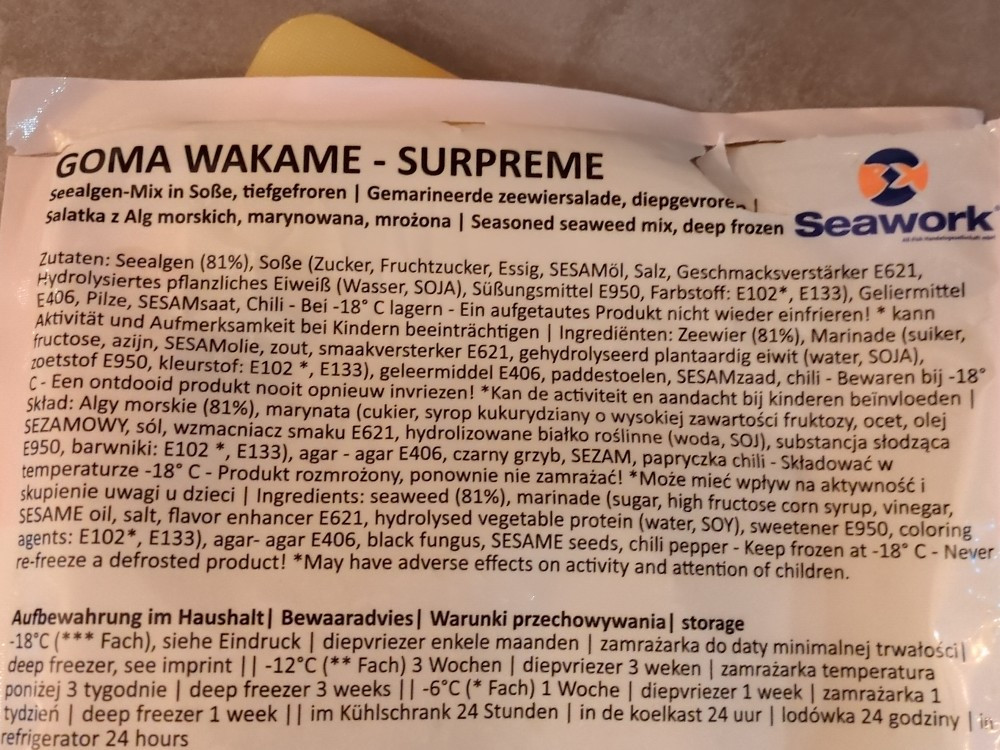 GOMA WAKAME - SURPREME
Seealgen-Mix in Soße, tiefgefroren | Gemarineerde zeewiersalade, diepgevroren |
Salatka z Alg morskich, marynowana, mrożona | Seasoned seaweed mix, deep frozen
Seawork
Zutaten: Seealgen (81%), Soße (Zucker, Fruchtzucker, Essig, SESAMöl, Salz, Geschmacksverstärker E621,
Hydrolysiertes pflanzliches Eiweiß (Wasser, SOJA), Süßungsmittel E950, Farbstoff: E102*, E133), Geliermittel
E406, Pilze, SESAMsaat, Chili - Bei -18° C lagern - Ein aufgetautes Produkt nicht wieder einfrieren! * kann
Aktivität und Aufmerksamkeit bei Kindern beeinträchtigen | Ingrediënten: Zeewier (81%), Marinade (suiker,
fructose, azijn, SESAMolie, zout, smaakversterker E621, gehydrolyseerd plantaardig eiwit (water, SOJA),
zoetstof E950, kleurstof: E102 *, E133), geleermiddel E406, paddestoelen, SESAMzaad, chili - Bewaren bij -18°
C - Een ontdooid produkt nooit opnieuw invriezen! *Kan de activiteit en aandacht bij kinderen beïnvloeden |
Skład: Algy morskie (81%), marynata (cukier, syrop kukurydziany o wysokiej zawartości fruktozy, ocet, olej
SEZAMOWY, sól, wzmacniacz smaku E621, hydrolizowane białko roślinne (woda, SOJ), substancja słodząca
E950, barwniki: E102 *, E133), agar - agar E406, czarny grzyb, SEZAM, papryczka chili - Składować w
temperaturze -18° C - Produkt rozmrożony, ponownie nie zamrażać! *Może mieć wpływ na aktywność i
skupienie uwagi u dzieci | Ingredients: seaweed (81%), marinade (sugar, high fructose corn syrup, vinegar,
SESAME oil, salt, flavor enhancer E621, hydrolysed vegetable protein (water, SOY), sweetener E950, coloring
agents: E102*, E133), agar- agar E406, black fungus, SESAME seeds, chili pepper - Keep frozen at -18° C - Never
re-freeze a defrosted product! *May have adverse effects on activity and attention of children.
Aufbewahrung im Haushalt| Bewaaradvies| Warunki przechowywania| storage
-18°C (*** Fach), siehe Eindruck | diepvriezer enkele maanden | zamrażarka do daty minimalnej trwałości|
deep freezer, see imprint || -12°C (** Fach) 3 Wochen | diepvriezer 3 weken | zamrażarka temperatura
poniżej 3 tygodnie | deep freezer 3 weeks || -6°C (* Fach) 1 Woche | diepvriezer 1 week | zamrażarka 1
tydzień | deep freezer 1 week || im Kühlschrank 24 Stunden | in de koelkast 24 uur | lodówka 24 godziny | in
refrigerator 24 hours